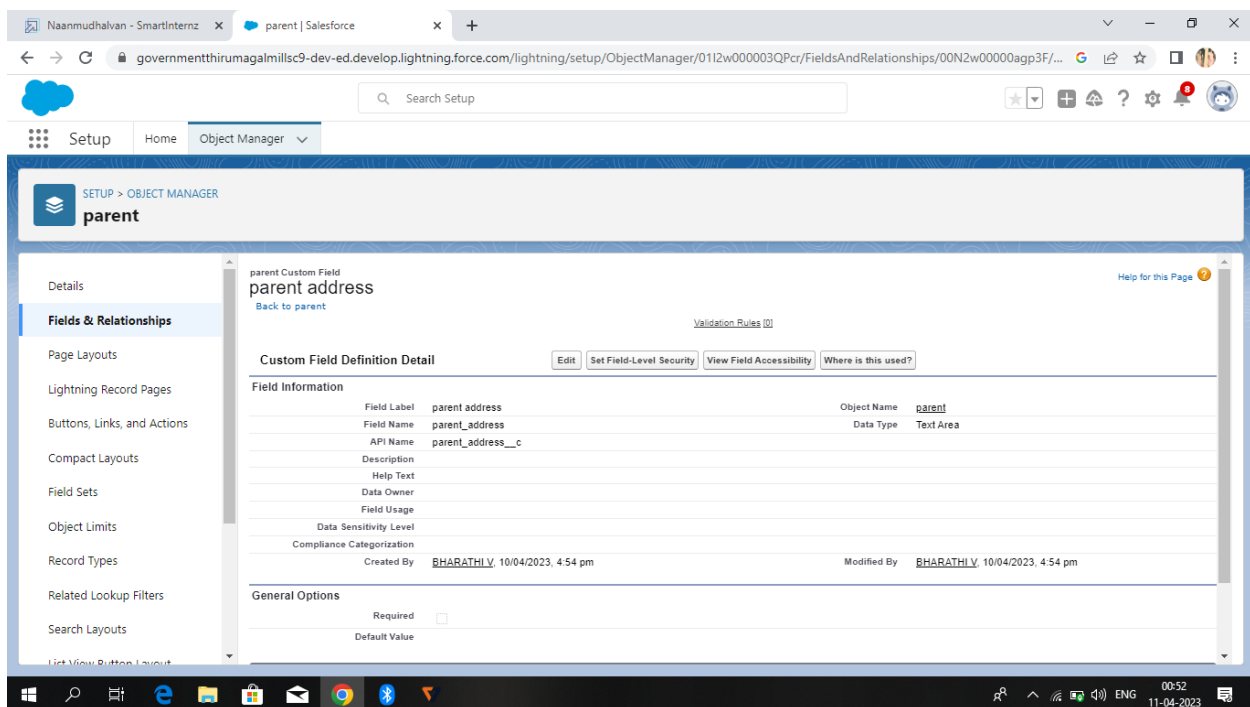 Naanmudhalvan - SmartInternz
parent | Salesforce
governmentthirumagalmillsc9-dev-ed.develop.lightning.force.com/lightning/setup/ObjectManager/01I2w000003QPcr/FieldsAndRelationships/00N2w00000agp3F/...
Search Setup
8
Setup Home Object Manager
SETUP > OBJECT MANAGER
parent
Details
Fields & Relationships
Page Layouts
Lightning Record Pages
Buttons, Links, and Actions
Compact Layouts
Field Sets
Object Limits
Record Types
Related Lookup Filters
Search Layouts
List View Button Layout
parent Custom Field
parent address
Back to parent
Help for this Page
Validation Rules [0]
Custom Field Definition Detail Edit Set Field-Level Security View Field Accessibility Where is this used?
Field Information
Field Label parent address Object Name parent
Field Name parent_address Data Type Text Area
API Name parent_address__c
Description
Help Text
Data Owner
Field Usage
Data Sensitivity Level
Compliance Categorization
Created By BHARATHI V, 10/04/2023, 4:54 pm Modified By BHARATHI V, 10/04/2023, 4:54 pm
General Options
Required
Default Value
ENG 00:52
11-04-2023